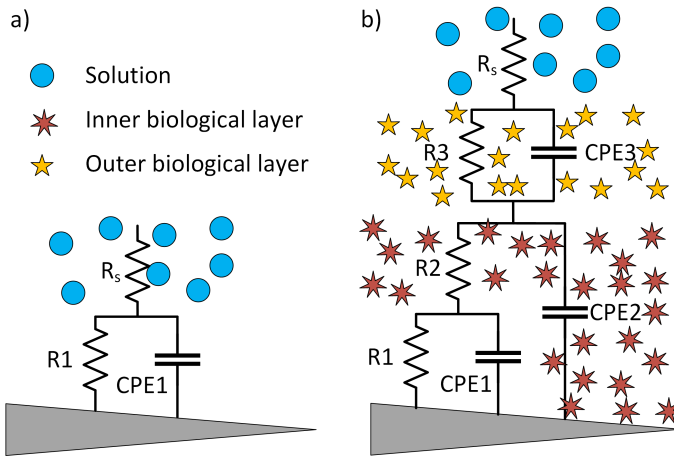 a)
Solution
Inner biological layer
Outer biological layer
Rs
R1
CPE1
b)
Rs
R3
CPE3
R2
CPE2
R1
CPE1